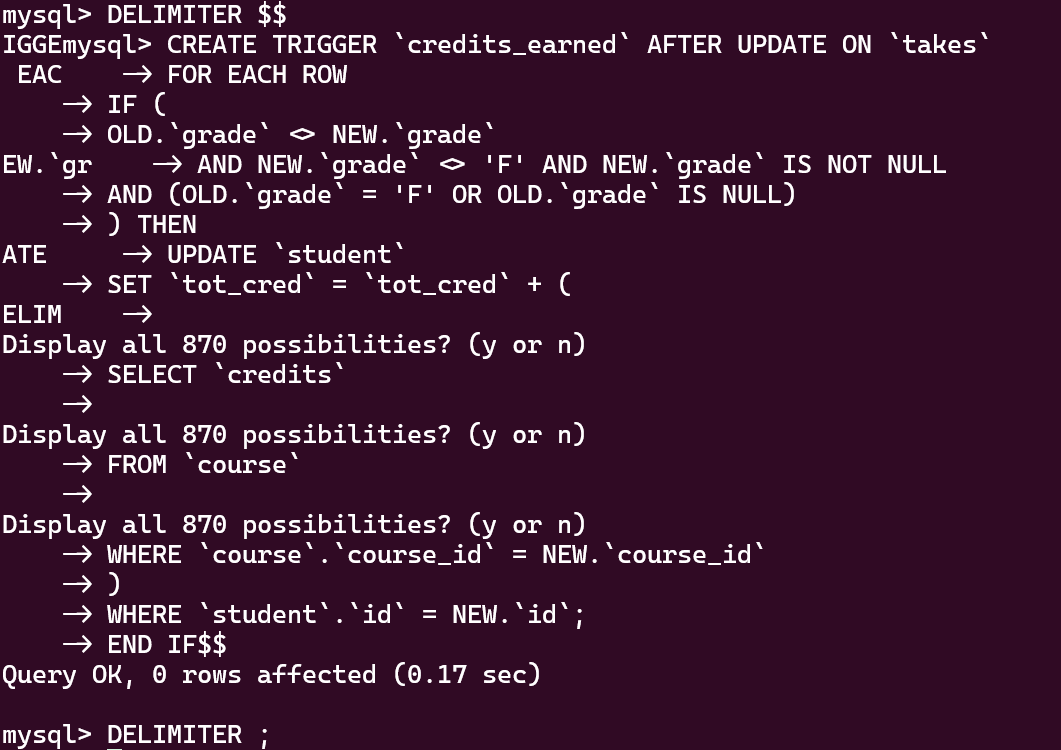 mysql> DELIMITER $$
IGGEmysql> CREATE TRIGGER `credits_earned` AFTER UPDATE ON `takes`
 EAC    -> FOR EACH ROW
    -> IF (
    -> OLD.`grade` <> NEW.`grade`
EW.`gr    -> AND NEW.`grade` <> 'F' AND NEW.`grade` IS NOT NULL
    -> AND (OLD.`grade` = 'F' OR OLD.`grade` IS NULL)
    -> ) THEN
ATE     -> UPDATE `student`
    -> SET `tot_cred` = `tot_cred` + (
ELIM    ->
Display all 870 possibilities? (y or n)
    -> SELECT `credits`
    ->
Display all 870 possibilities? (y or n)
    -> FROM `course`
    ->
Display all 870 possibilities? (y or n)
    -> WHERE `course`.`course_id` = NEW.`course_id`
    -> )
    -> WHERE `student`.`id` = NEW.`id`;
    -> END IF$$
Query OK, 0 rows affected (0.17 sec)

mysql> DELIMITER ;